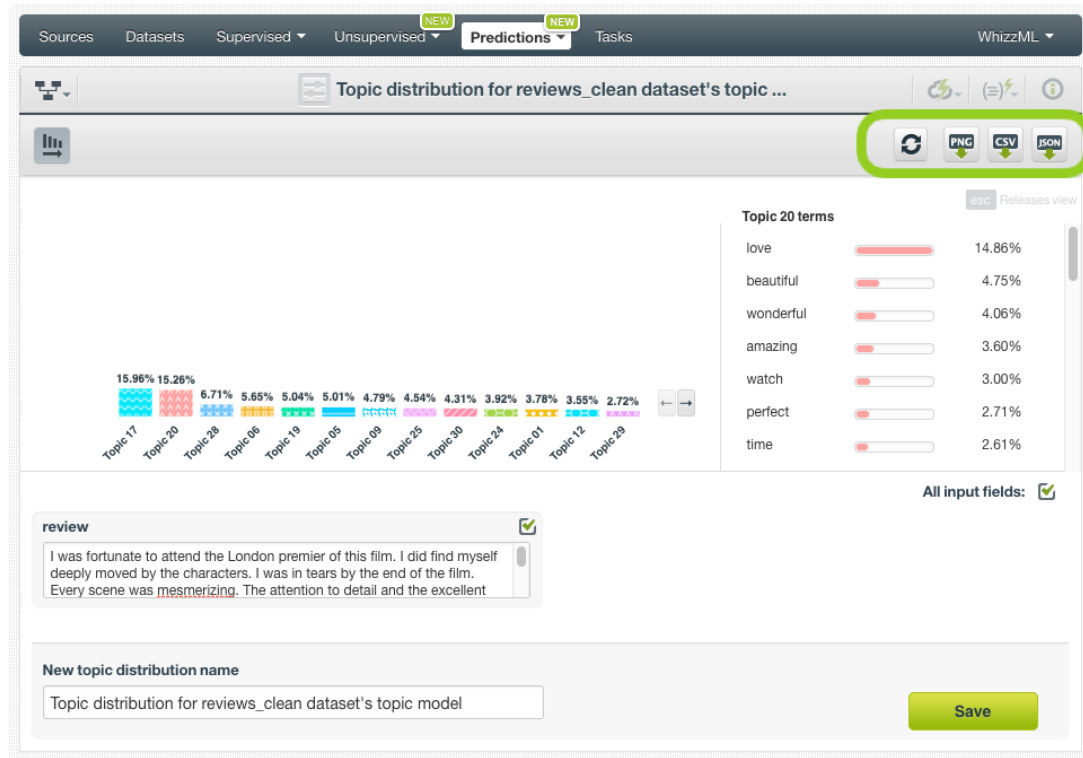 NEW NEW
Sources Datasets Supervised Unsupervised Predictions Tasks WhizzML
Topic distribution for reviews_clean dataset's topic ...
PNG CSV JSON
esc Releases view
Topic 20 terms
love 14.86%
beautiful 4.75%
wonderful 4.06%
amazing 3.60%
watch 3.00%
perfect 2.71%
time 2.61%
15.96% 15.26% 6.71% 5.65% 5.04% 5.01% 4.79% 4.54% 4.31% 3.92% 3.78% 3.55% 2.72%
Topic 17 Topic 20 Topic 28 Topic 06 Topic 19 Topic 05 Topic 09 Topic 25 Topic 30 Topic 24 Topic 01 Topic 12 Topic 29
All input fields:
review
I was fortunate to attend the London premier of this film. I did find myself
deeply moved by the characters. I was in tears by the end of the film.
Every scene was mesmerizing. The attention to detail and the excellent
New topic distribution name
Topic distribution for reviews_clean dataset's topic model
Save